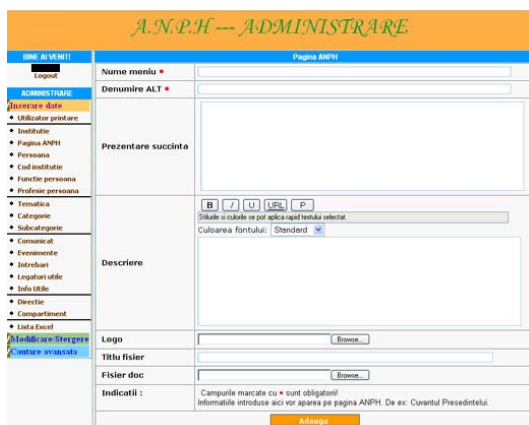 A.N.P.H --- ADMINISTRARE
BINE AI VENIT!
Logout
ADMINISTRARE
Inserare date
Utilizator printare
Institutie
Pagina ANPH
Persoana
Cod institutie
Functie persoana
Profesie persoana
Tematica
Categorie
Subcategorie
Comunicat
Evenimente
Intrebari
Legaturi utile
Info Utile
Directie
Compartiment
Lista Excel
Modificare/Stergere
Cautare avansata
Pagina ANPH
Nume meniu •
Denumire ALT •
Prezentare succinta
Descriere
B I U URL P
Stilurile si culorile se pot aplica rapid textului selectat.
Culoarea fontului: Standerd
Logo Browse...
Titlu fisier
Fisier doc Browse...
Indicatii : Campurile marcate cu • sunt obligatorii!
Informatiile introduse aici vor aparea pe pagina ANPH. De ex: Cuvantul Presedintelui.
Adauga